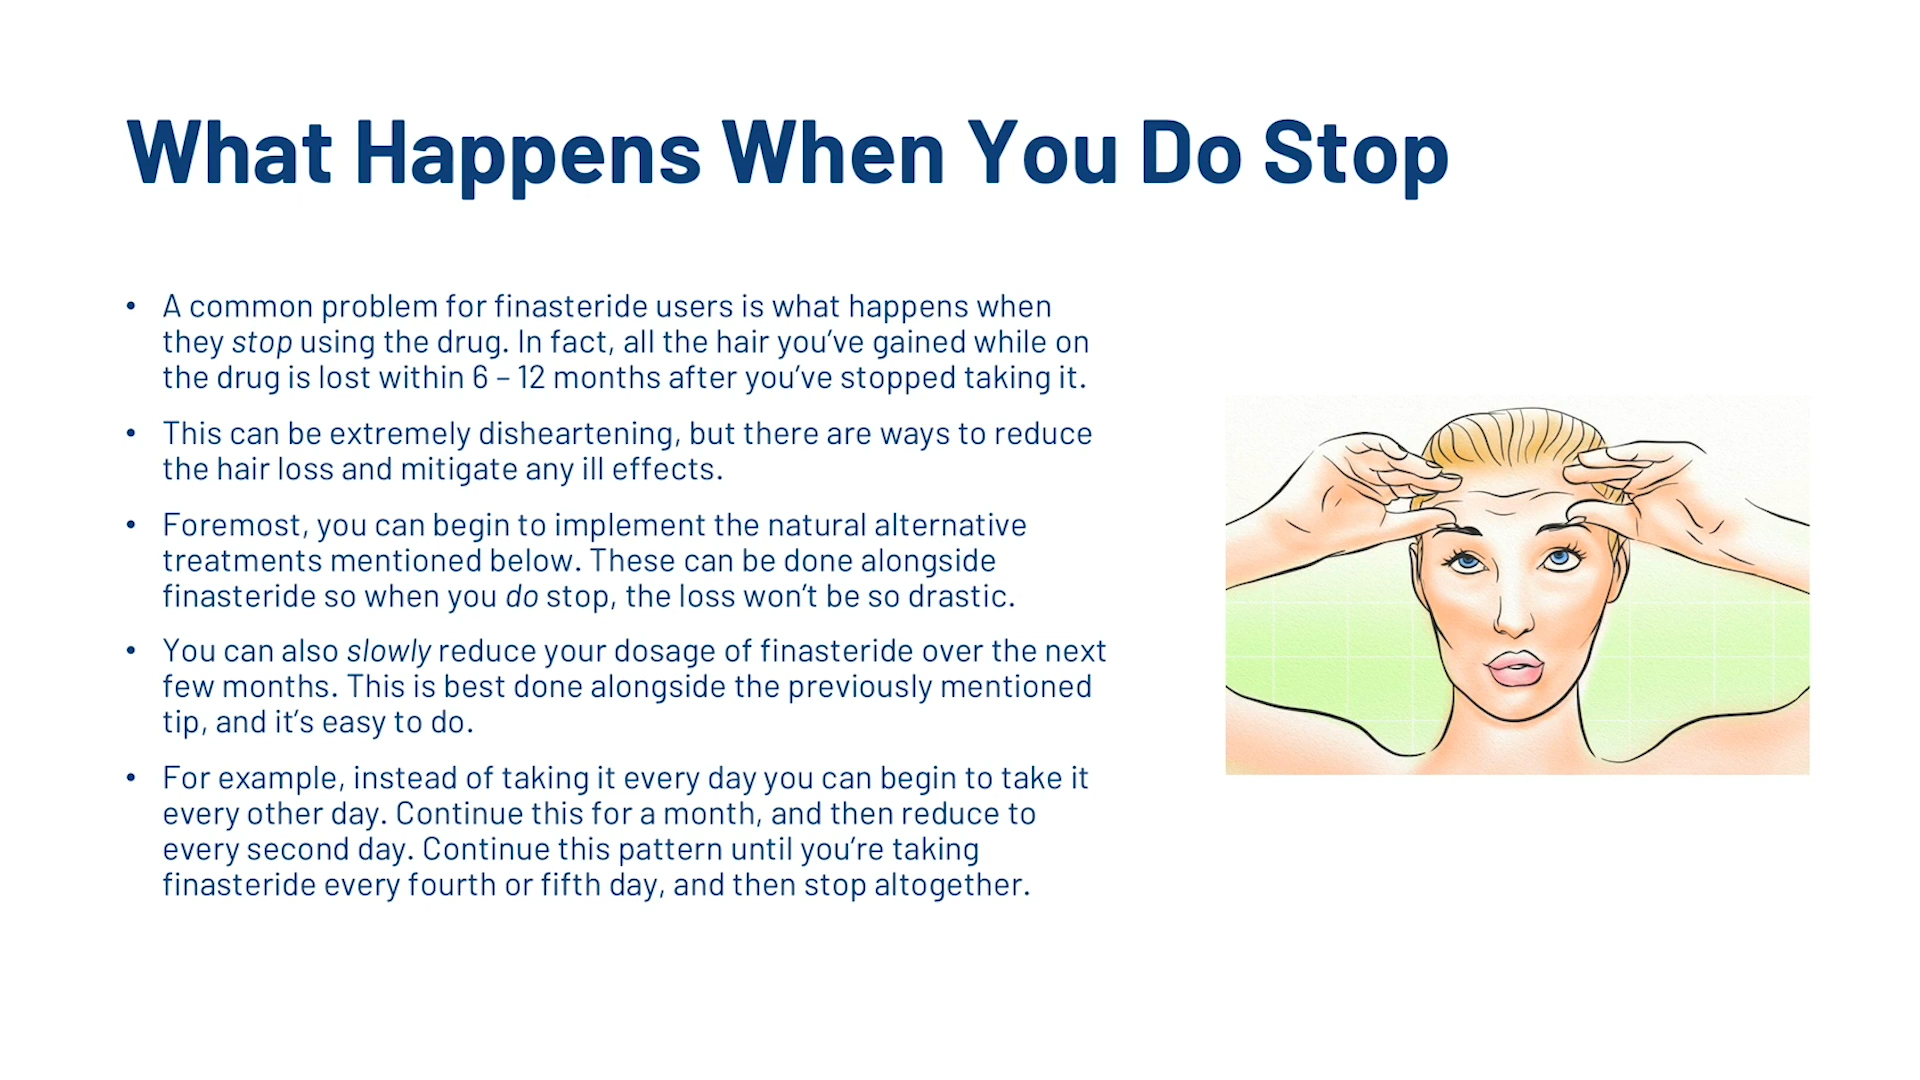 What Happens When You Do Stop
• A common problem for finasteride users is what happens when
they stop using the drug. In fact, all the hair you’ve gained while on
the drug is lost within 6 – 12 months after you’ve stopped taking it.
• This can be extremely disheartening, but there are ways to reduce
the hair loss and mitigate any ill effects.
• Foremost, you can begin to implement the natural alternative
treatments mentioned below. These can be done alongside
finasteride so when you do stop, the loss won’t be so drastic.
• You can also slowly reduce your dosage of finasteride over the next
few months. This is best done alongside the previously mentioned
tip, and it’s easy to do.
• For example, instead of taking it every day you can begin to take it
every other day. Continue this for a month, and then reduce to
every second day. Continue this pattern until you’re taking
finasteride every fourth or fifth day, and then stop altogether.